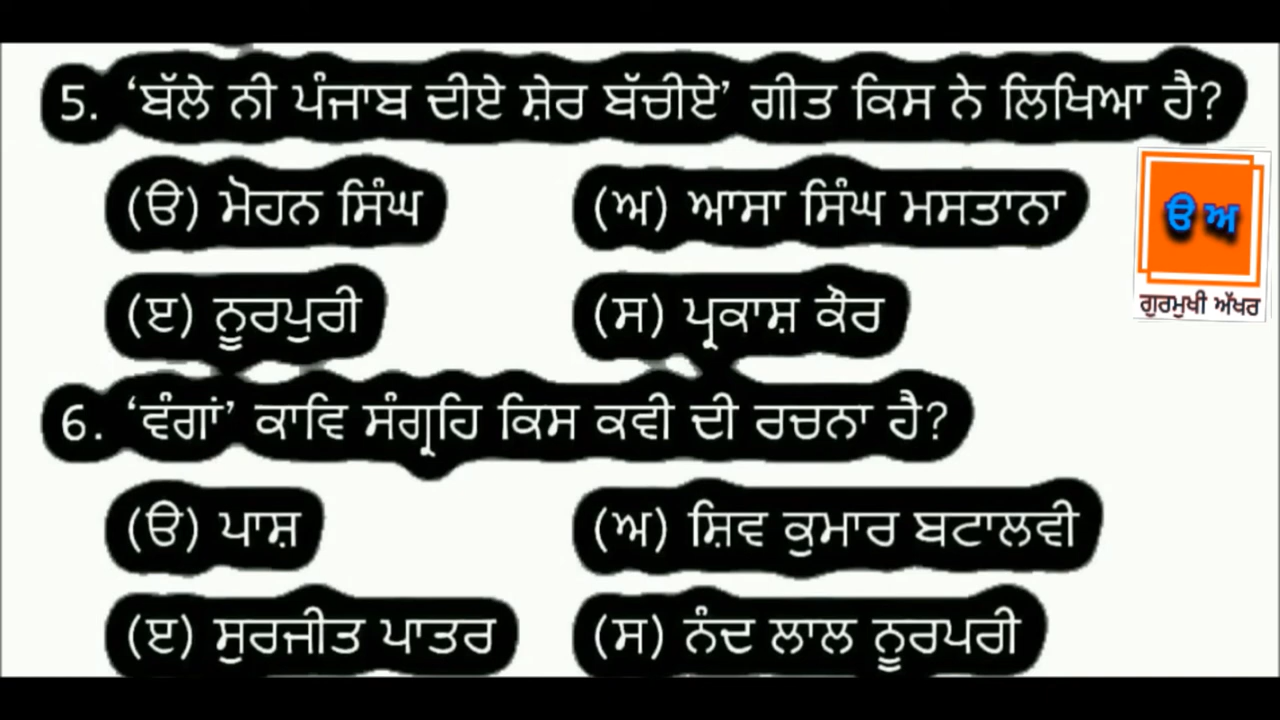 5. ‘ਬੱਲੇ ਨੀ ਪੰਜਾਬ ਦੀਏ ਸ਼ੇਰ ਬੱਚੀਏ’ ਗੀਤ ਕਿਸ ਨੇ ਲਿਖਿਆ ਹੈ?
(ੳ) ਮੋਹਨ ਸਿੰਘ (ਅ) ਆਸਾ ਸਿੰਘ ਮਸਤਾਨਾ
ੳ ਅ
ਗੁਰਮੁਖੀ ਅੱਖਰ
(ੲ) ਨੂਰਪੁਰੀ (ਸ) ਪ੍ਰਕਾਸ਼ ਕੌਰ
6. ‘ਵੰਗਾਂ’ ਕਾਵਿ ਸੰਗ੍ਰਹਿ ਕਿਸ ਕਵੀ ਦੀ ਰਚਨਾ ਹੈ?
(ੳ) ਪਾਸ਼ (ਅ) ਸ਼ਿਵ ਕੁਮਾਰ ਬਟਾਲਵੀ
(ੲ) ਸੁਰਜੀਤ ਪਾਤਰ (ਸ) ਨੰਦ ਲਾਲ ਨੂਰਪਰੀ